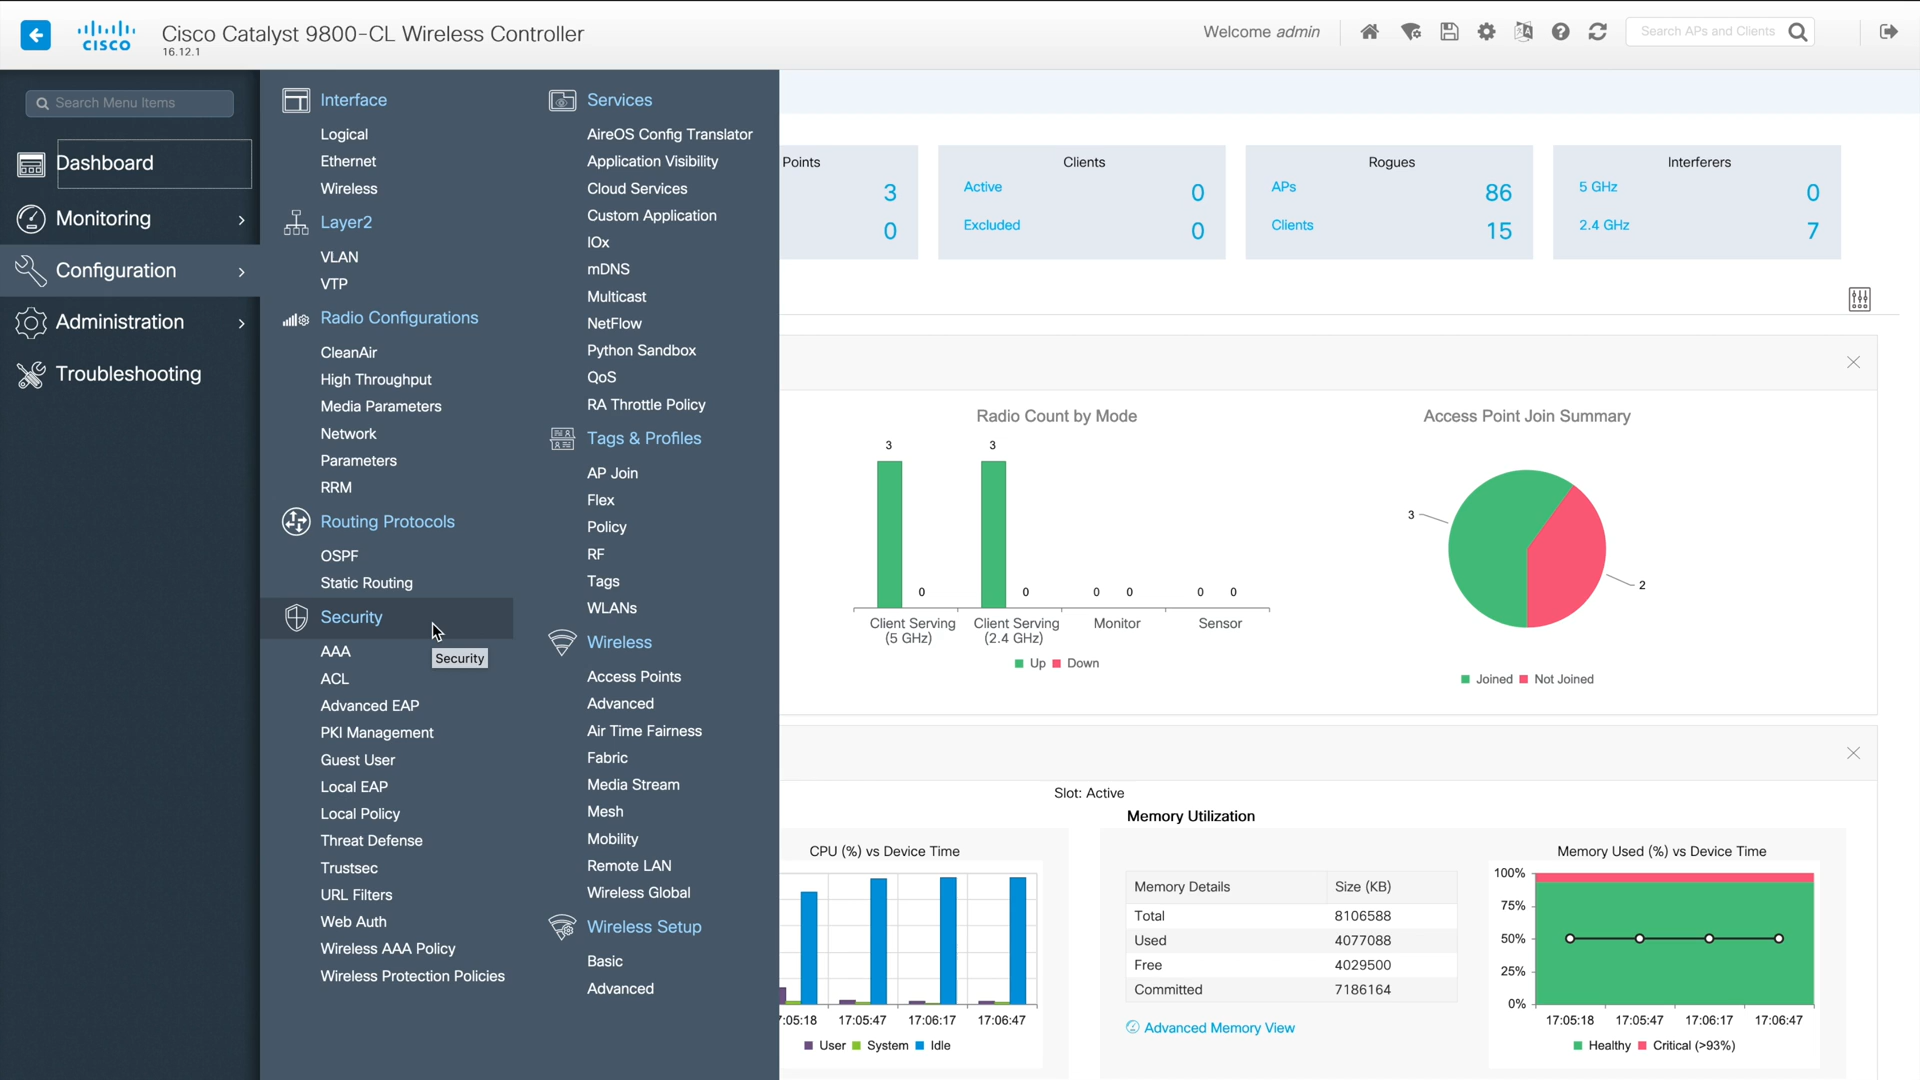 CISCO
Cisco Catalyst 9800-CL Wireless Controller
16.12.1
Welcome admin
Search APs and Clients
Search Menu Items
Dashboard
Monitoring
Configuration
Administration
Troubleshooting
Interface
Logical
Ethernet
Wireless
Layer2
VLAN
VTP
Radio Configurations
CleanAir
High Throughput
Media Parameters
Network
Parameters
RRM
Routing Protocols
OSPF
Static Routing
Security
Security
AAA
ACL
Advanced EAP
PKI Management
Guest User
Local EAP
Local Policy
Threat Defense
Trustsec
URL Filters
Web Auth
Wireless AAA Policy
Wireless Protection Policies
Services
AireOS Config Translator
Application Visibility
Cloud Services
Custom Application
IOx
mDNS
Multicast
NetFlow
Python Sandbox
QoS
RA Throttle Policy
Tags & Profiles
AP Join
Flex
Policy
RF
Tags
WLANs
Wireless
Access Points
Advanced
Air Time Fairness
Fabric
Media Stream
Mesh
Mobility
Remote LAN
Wireless Global
Wireless Setup
Basic
Advanced
Points
3
0
Clients
Active 0
Excluded 0
Rogues
APs 86
Clients 15
Interferers
5 GHz 0
2.4 GHz 7
Radio Count by Mode
3 0 3 0 0 0 0 0
Client Serving (5 GHz)
Client Serving (2.4 GHz)
Monitor
Sensor
Up Down
Access Point Join Summary
3
2
Joined Not Joined
Slot: Active
Memory Utilization
CPU (%) vs Device Time
7:05:18 17:05:47 17:06:17 17:06:47
User System Idle
Memory Details Size (KB)
Total 8106588
Used 4077088
Free 4029500
Committed 7186164
Advanced Memory View
Memory Used (%) vs Device Time
100%
75%
50%
25%
0%
17:05:18 17:05:47 17:06:17 17:06:47
Healthy Critical (>93%)